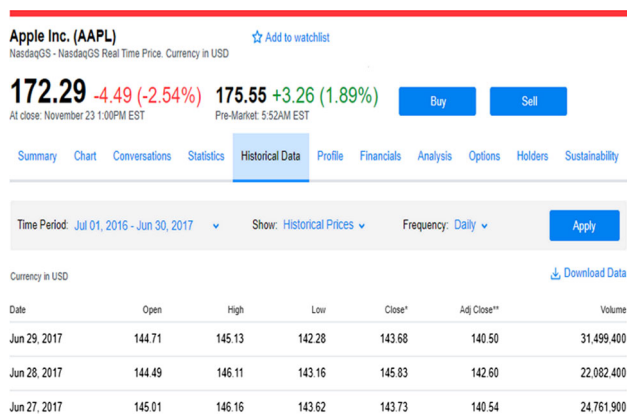 Apple Inc. (AAPL) Add to watchlist
NasdaqGS - NasdaqGS Real Time Price. Currency in USD
172.29 -4.49 (-2.54%) 175.55 +3.26 (1.89%) Buy Sell
At close: November 23 1:00PM EST Pre-Market: 5:52AM EST
Summary Chart Conversations Statistics Historical Data Profile Financials Analysis Options Holders Sustainability
Time Period: Jul 01, 2016 - Jun 30, 2017 Show: Historical Prices Frequency: Daily Apply
Currency in USD Download Data
Date Open High Low Close* Adj Close** Volume
Jun 29, 2017 144.71 145.13 142.28 143.68 140.50 31,499,400
Jun 28, 2017 144.49 146.11 143.16 145.83 142.60 22,082,400
Jun 27, 2017 145.01 146.16 143.62 143.73 140.54 24,761,900